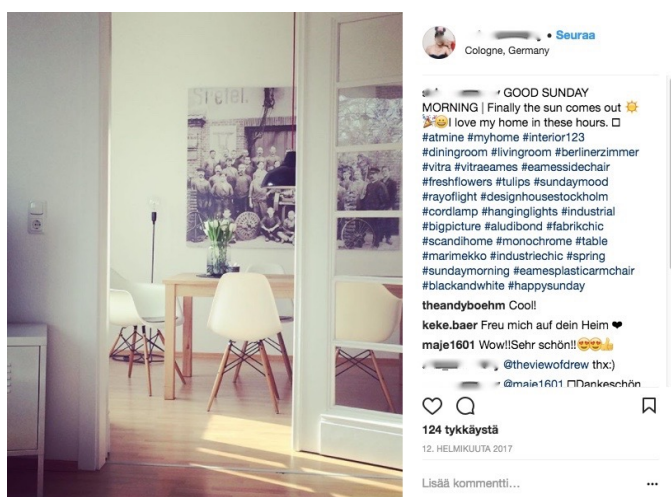 Stefel.
• Seuraa
Cologne, Germany
GOOD SUNDAY
MORNING | Finally the sun comes out ☀️
🎉😀I love my home in these hours. □
#atmine #myhome #interior123
#diningroom #livingroom #berlinerzimmer
#vitra #vitraeames #eamessidechair
#freshflowers #tulips #sundaymood
#rayoflight #designhousestockholm
#cordlamp #hanginglights #industrial
#bigpicture #aludibond #fabrikchic
#scandihome #monochrome #table
#marimekko #industriechic #spring
#sundaymorning #eamesplasticarmchair
#blackandwhite #happysunday
theandyboehm Cool!
keke.baer Freu mich auf dein Heim ❤
maje1601 Wow!!Sehr schön!!😍😍👍
@theviewofdrew thx:)
@maje1601 □Dankeschön
124 tykkäystä
12. HELMIKUUTA 2017
Lisää kommentti…